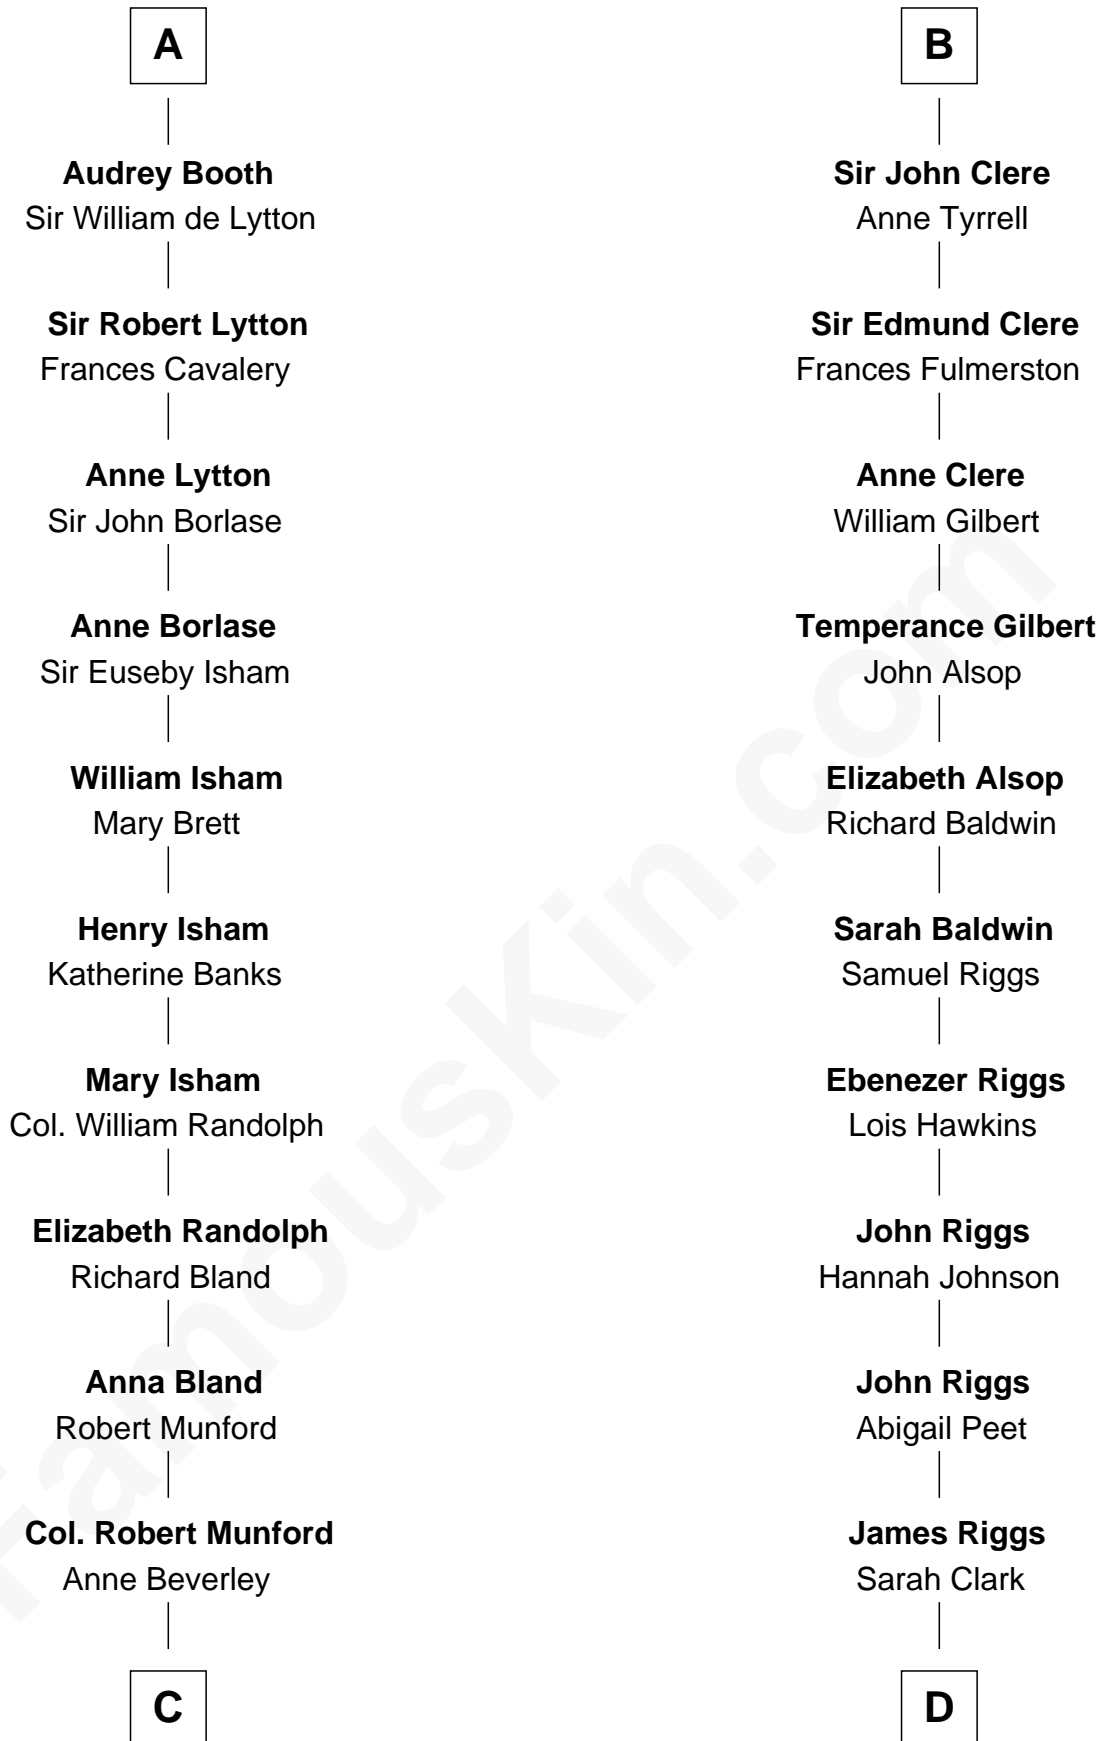 A
Audrey Booth
Sir William de Lytton
Sir Robert Lytton
Frances Cavalery
Anne Lytton
Sir John Borlase
Anne Borlase
Sir Euseby Isham
William Isham
Mary Brett
Henry Isham
Katherine Banks
Mary Isham
Col. William Randolph
Elizabeth Randolph
Richard Bland
Anna Bland
Robert Munford
Col. Robert Munford
Anne Beverley
C
B
Sir John Clere
Anne Tyrrell
Sir Edmund Clere
Frances Fulmerston
Anne Clere
William Gilbert
Temperance Gilbert
John Alsop
Elizabeth Alsop
Richard Baldwin
Sarah Baldwin
Samuel Riggs
Ebenezer Riggs
Lois Hawkins
John Riggs
Hannah Johnson
John Riggs
Abigail Peet
James Riggs
Sarah Clark
D
FamousKin.com